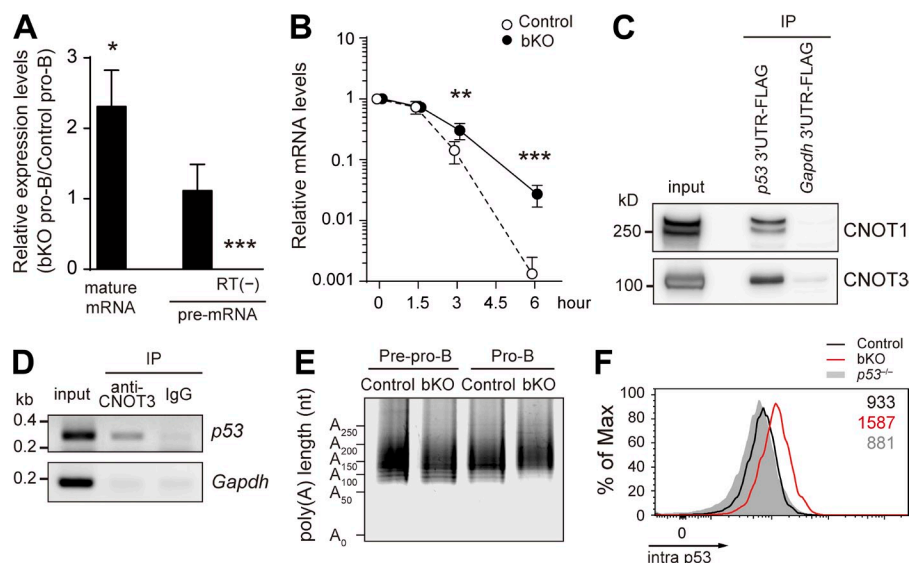 A
Relative expression levels
(bKO pro-B/Control pro-B)
3
2
1
0
*
***
mature
mRNA
RT(−)
pre-mRNA
B
Control
bKO
Relative mRNA levels
10
1
0.1
0.01
0.001
**
***
0 1.5 3 4.5 6 hour
C
IP
input
p53 3'UTR-FLAG
Gapdh 3'UTR-FLAG
kD
250
CNOT1
100
CNOT3
D
IP
input
anti-
CNOT3
IgG
kb
0.4
0.2
p53
0.2
Gapdh
E
Pre-pro-B Pro-B
Control bKO Control bKO
poly(A) length (nt)
A250
A200
A150
A100
A50
A0
F
Control
bKO
p53–/–
% of Max
100
80
60
40
20
0
933
1587
881
0
intra p53